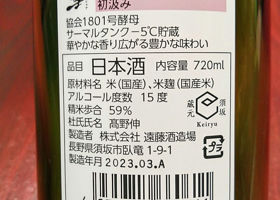 初汲み
協会1801号酵母
サーマルタンク−5℃貯蔵
華やかな香り広がる豊かな味わい
品目 日本酒 内容量 720ml
原材料名 米(国産)、米麹(国産米)
アルコール度数 15度
精米歩合 59%
杜氏氏名 髙野伸
製造者 株式会社 遠藤酒造場
長野県須坂市臥竜1-9-1
製造年月 2023.03.A
蔵元 須坂
Keiryu
プラ